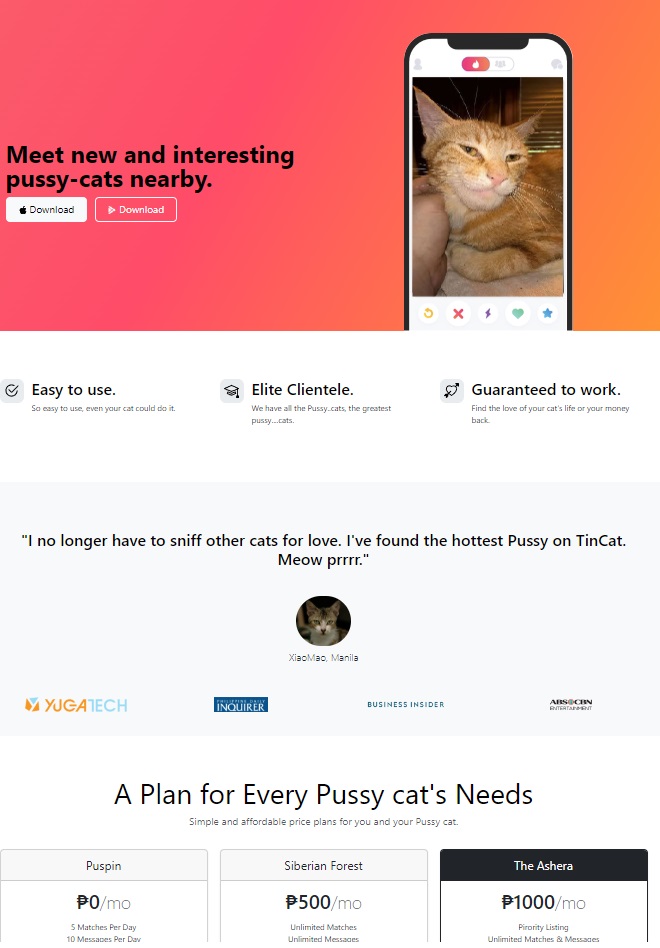 Meet new and interesting
pussy-cats nearby.
Download
Download
Easy to use.
So easy to use, even your cat could do it.
Elite Clientele.
We have all the Pussy..cats, the greatest
pussy....cats.
Guaranteed to work.
Find the love of your cat's life or your money
back.
"I no longer have to sniff other cats for love. I've found the hottest Pussy on TinCat.
Meow prrrr."
XiaoMao, Manila
YUGATECH
PHILIPPINE DAILY
INQUIRER
BUSINESS INSIDER
ABS-CBN
ENTERTAINMENT
A Plan for Every Pussy cat's Needs
Simple and affordable price plans for you and your Pussy cat.
Puspin
₱0/mo
5 Matches Per Day
10 Messages Per Day
Siberian Forest
₱500/mo
Unlimited Matches
Unlimited Messages
The Ashera
₱1000/mo
Pirority Listing
Unlimited Matches & Messages